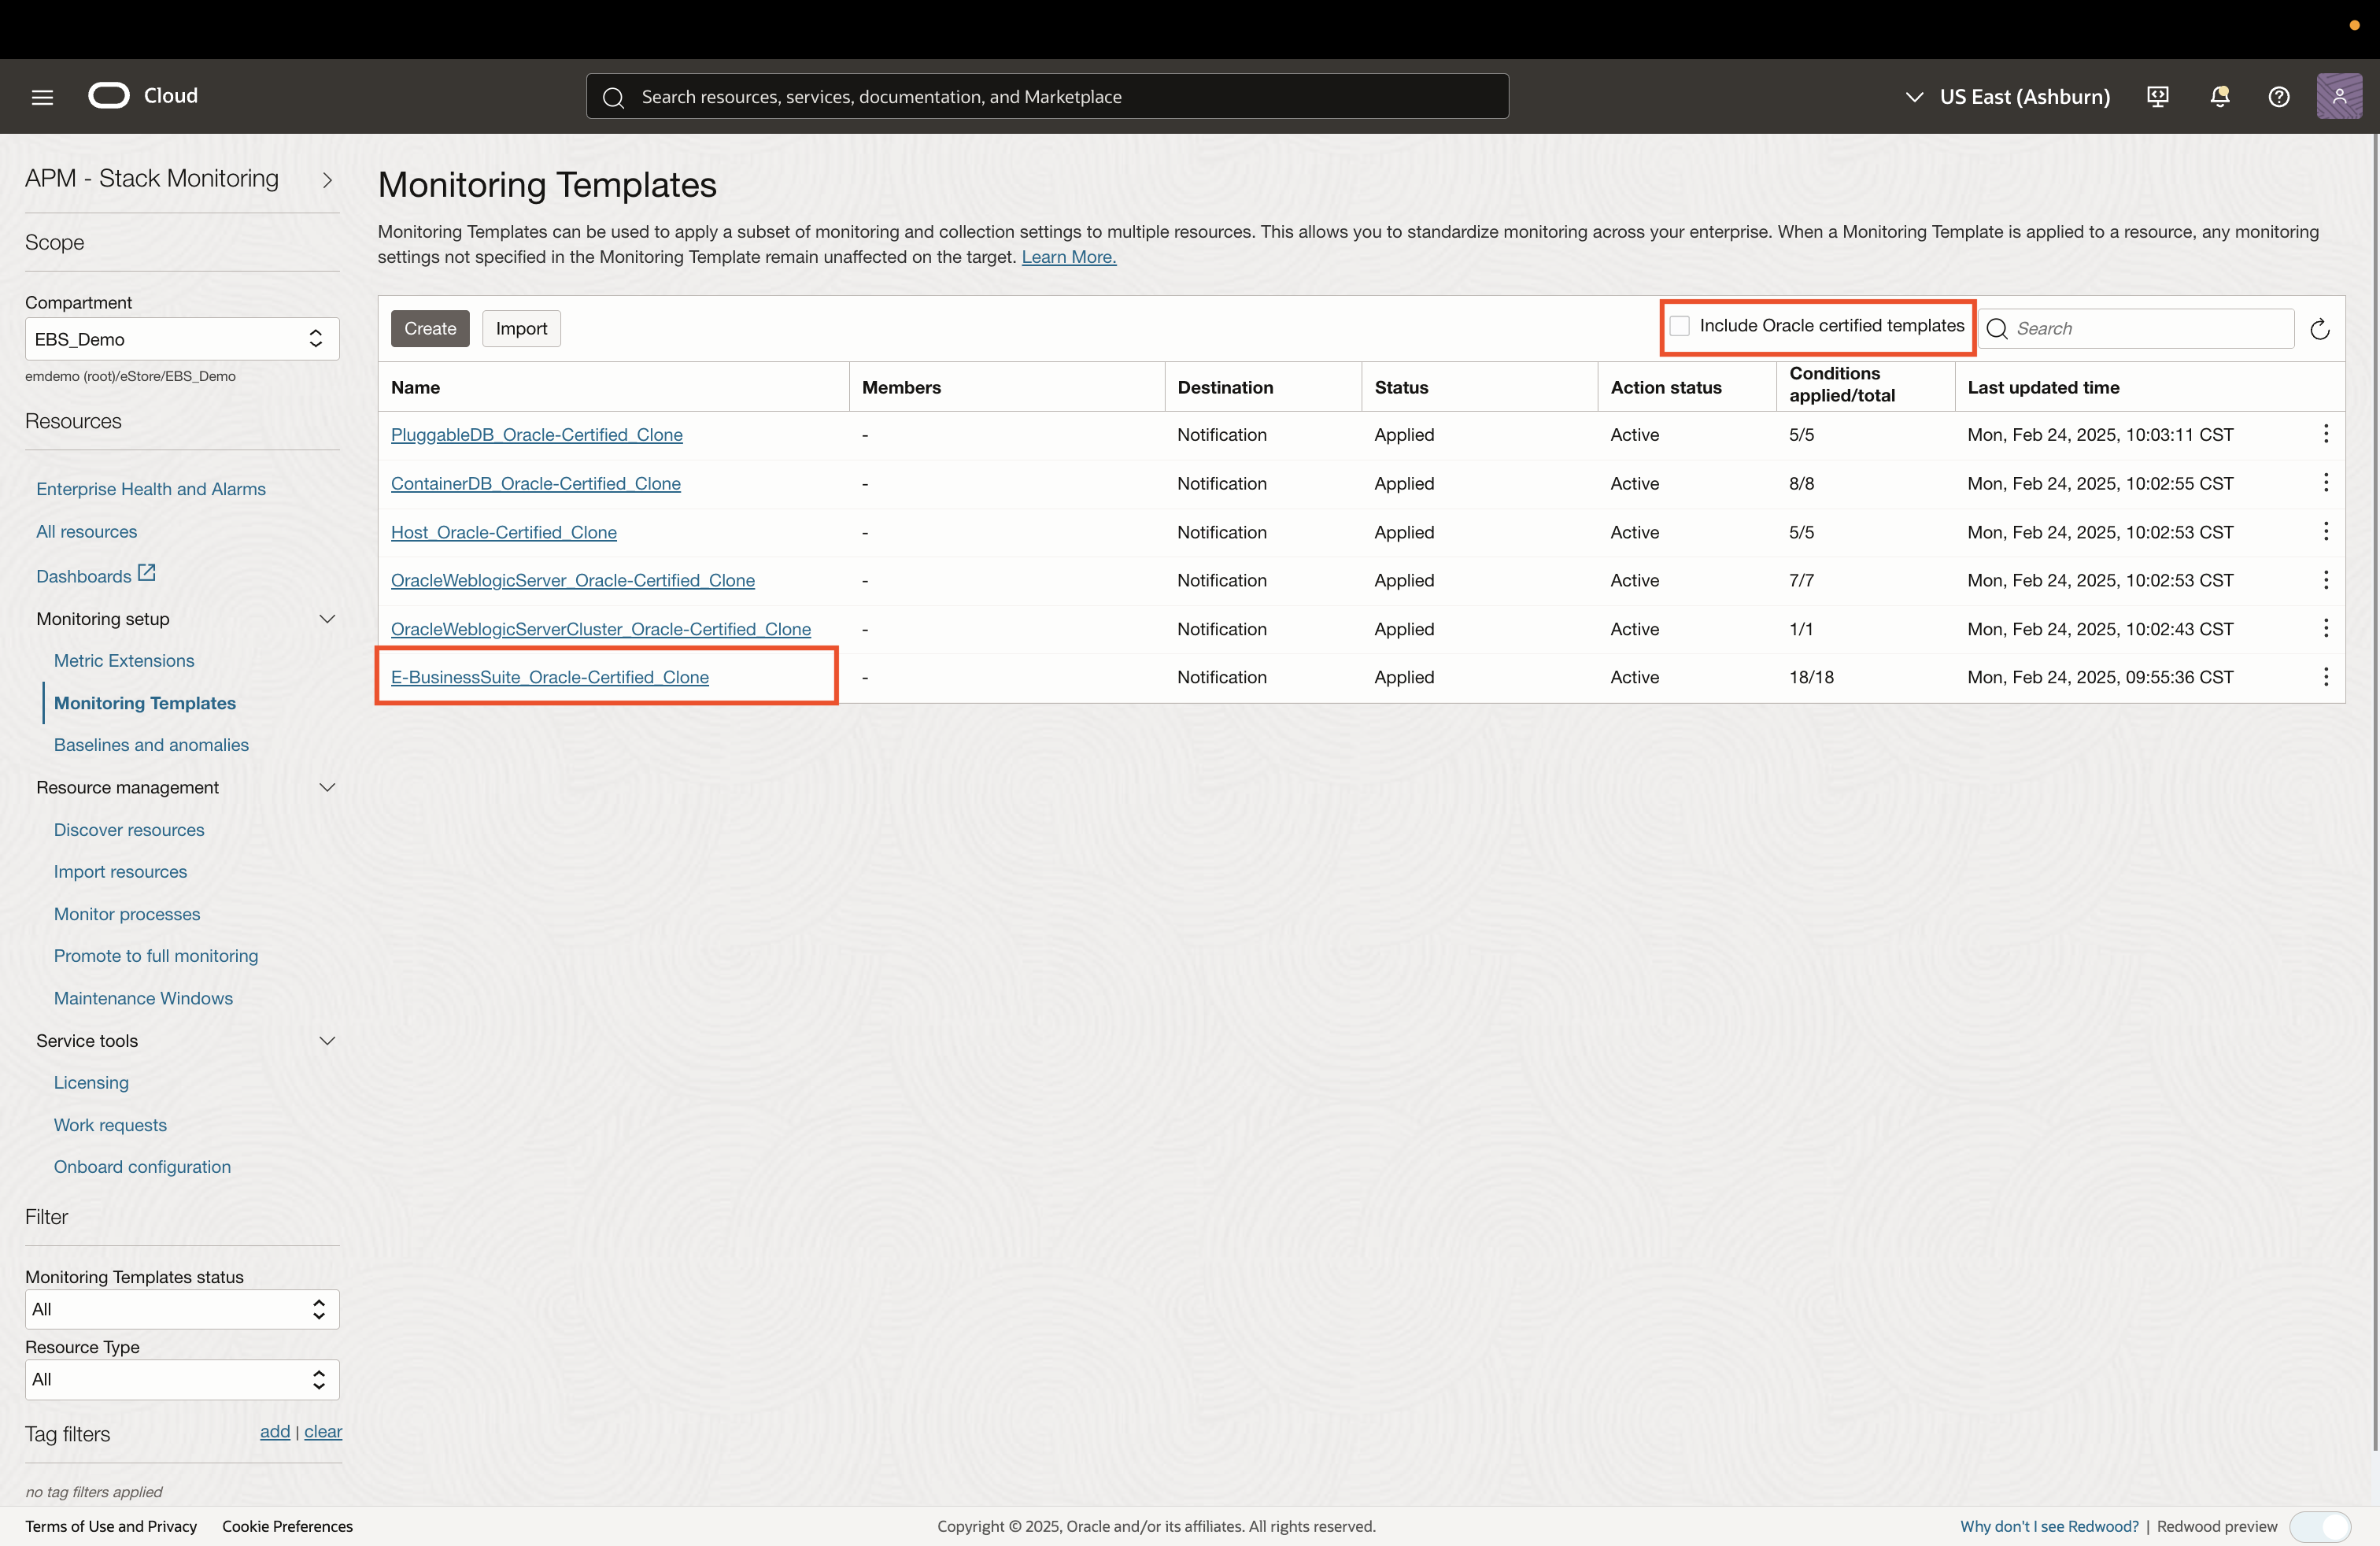 Cloud
Search resources, services, documentation, and Marketplace
US East (Ashburn)
APM - Stack Monitoring
Scope
Compartment
EBS_Demo
emdemo (root)/eStore/EBS_Demo
Resources
Enterprise Health and Alarms
All resources
Dashboards
Monitoring setup
Metric Extensions
Monitoring Templates
Baselines and anomalies
Resource management
Discover resources
Import resources
Monitor processes
Promote to full monitoring
Maintenance Windows
Service tools
Licensing
Work requests
Onboard configuration
Filter
Monitoring Templates status
All
Resource Type
All
Tag filters add | clear
no tag filters applied
Monitoring Templates
Monitoring Templates can be used to apply a subset of monitoring and collection settings to multiple resources. This allows you to standardize monitoring across your enterprise. When a Monitoring Template is applied to a resource, any monitoring
settings not specified in the Monitoring Template remain unaffected on the target. Learn More.
Create Import Include Oracle certified templates Search
Name Members Destination Status Action status Conditions applied/total Last updated time
PluggableDB_Oracle-Certified_Clone - Notification Applied Active 5/5 Mon, Feb 24, 2025, 10:03:11 CST
ContainerDB_Oracle-Certified_Clone - Notification Applied Active 8/8 Mon, Feb 24, 2025, 10:02:55 CST
Host_Oracle-Certified_Clone - Notification Applied Active 5/5 Mon, Feb 24, 2025, 10:02:53 CST
OracleWeblogicServer_Oracle-Certified_Clone - Notification Applied Active 7/7 Mon, Feb 24, 2025, 10:02:53 CST
OracleWeblogicServerCluster_Oracle-Certified_Clone - Notification Applied Active 1/1 Mon, Feb 24, 2025, 10:02:43 CST
E-BusinessSuite_Oracle-Certified_Clone - Notification Applied Active 18/18 Mon, Feb 24, 2025, 09:55:36 CST
Terms of Use and Privacy Cookie Preferences Copyright © 2025, Oracle and/or its affiliates. All rights reserved. Why don't I see Redwood? | Redwood preview